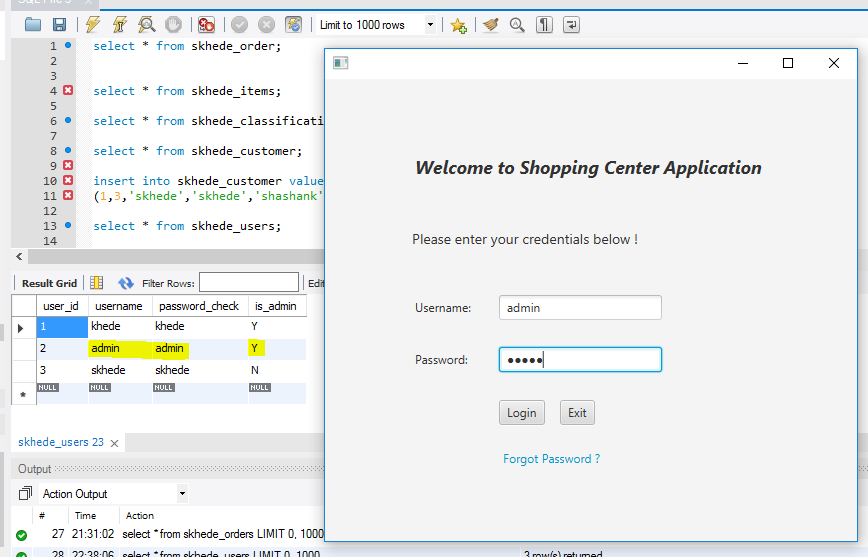 Limit to 1000 rows
1 select * from skhede_order;
2
3
4 select * from skhede_items;
5
6 select * from skhede_classificati
7
8 select * from skhede_customer;
9
10 insert into skhede_customer value
11 (1,3,'skhede','skhede','shashank'
12
13 select * from skhede_users;
14
Result Grid Filter Rows: Edi
user_id username password_check is_admin
1 khede khede Y
2 admin admin Y
3 skhede skhede N
NULL NULL NULL NULL
skhede_users 23
Output
Action Output
# Time Action
27 21:31:02 select * from skhede_orders LIMIT 0, 1000
28 22:38:06 select * from skhede_users LIMIT 0, 1000 3 row(s) returned
Welcome to Shopping Center Application
Please enter your credentials below !
Username: admin
Password: •••••
Login Exit
Forgot Password ?